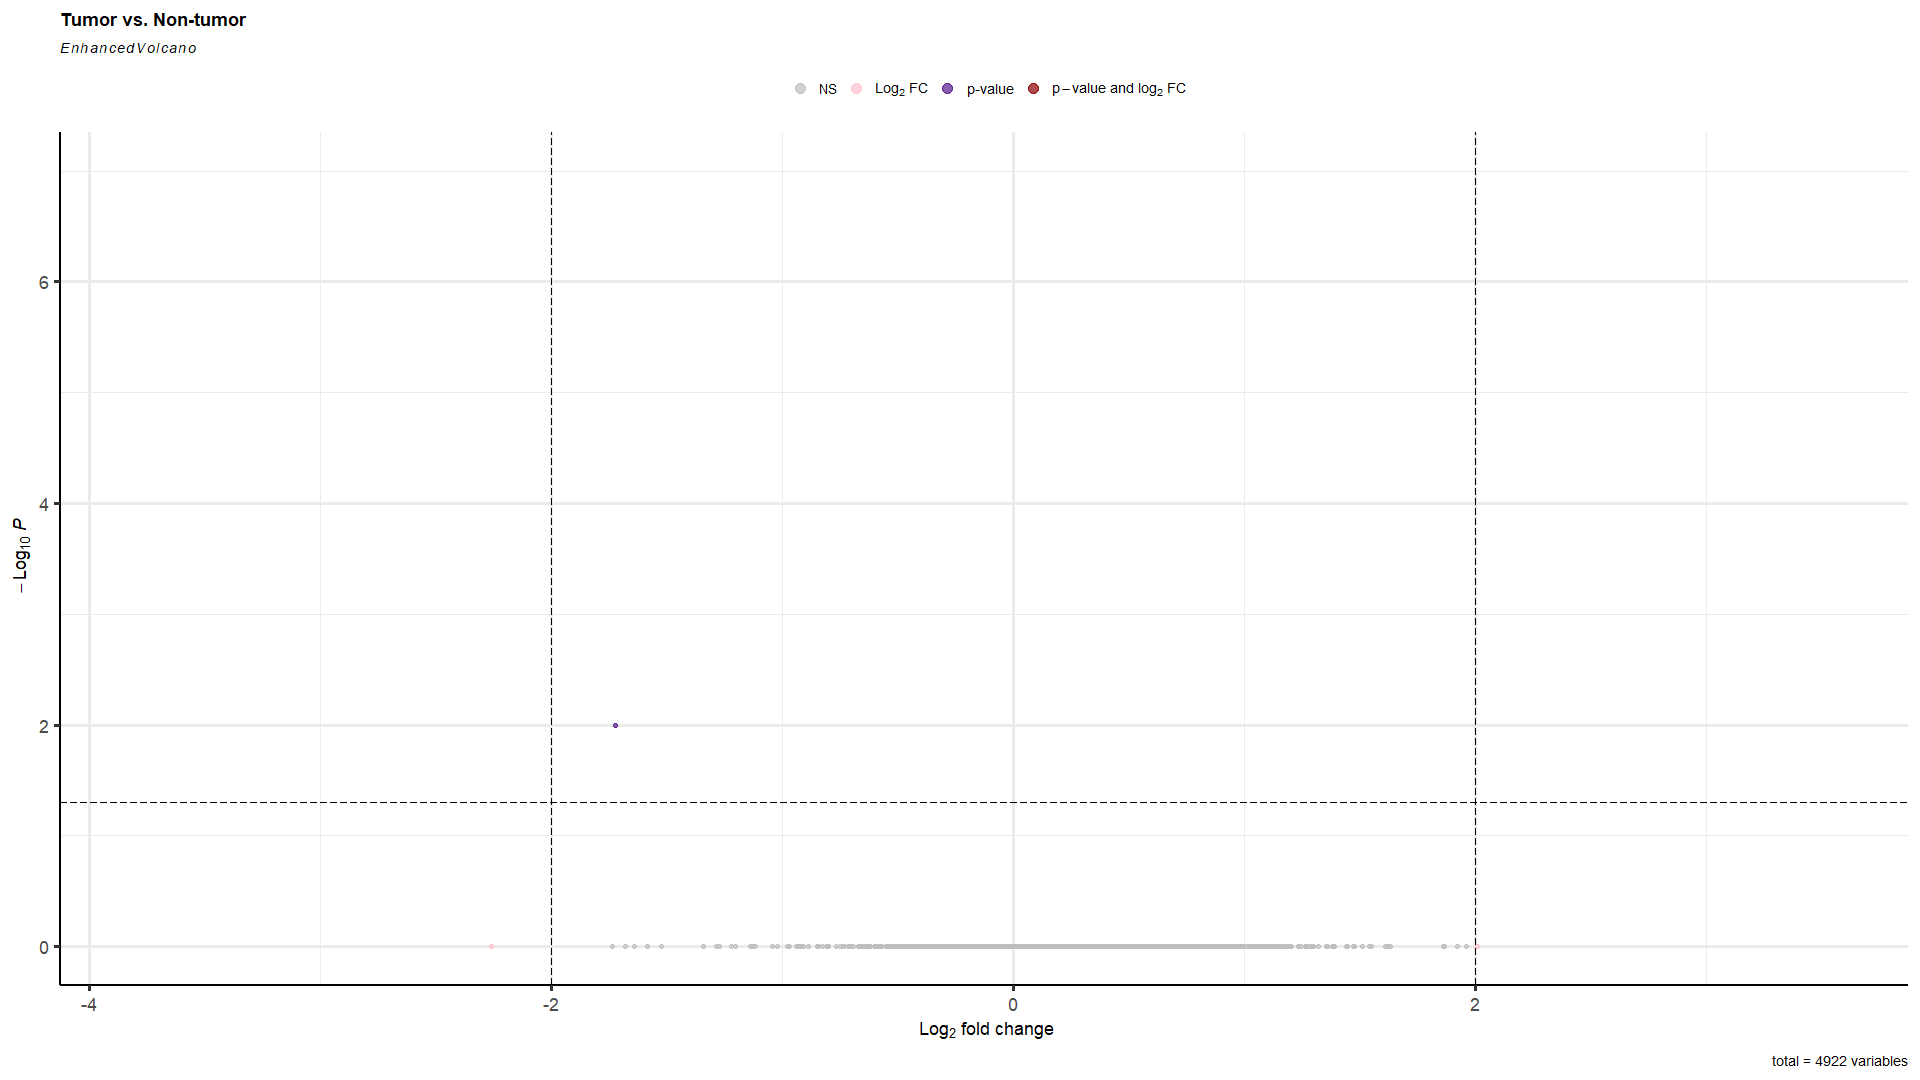 Tumor vs. Non-tumor
EnhancedVolcano
NS Log2 FC p-value p−value and log2 FC
6
4
2
0
−Log10 P
-4 -2 0 2
Log2 fold change
total = 4922 variables